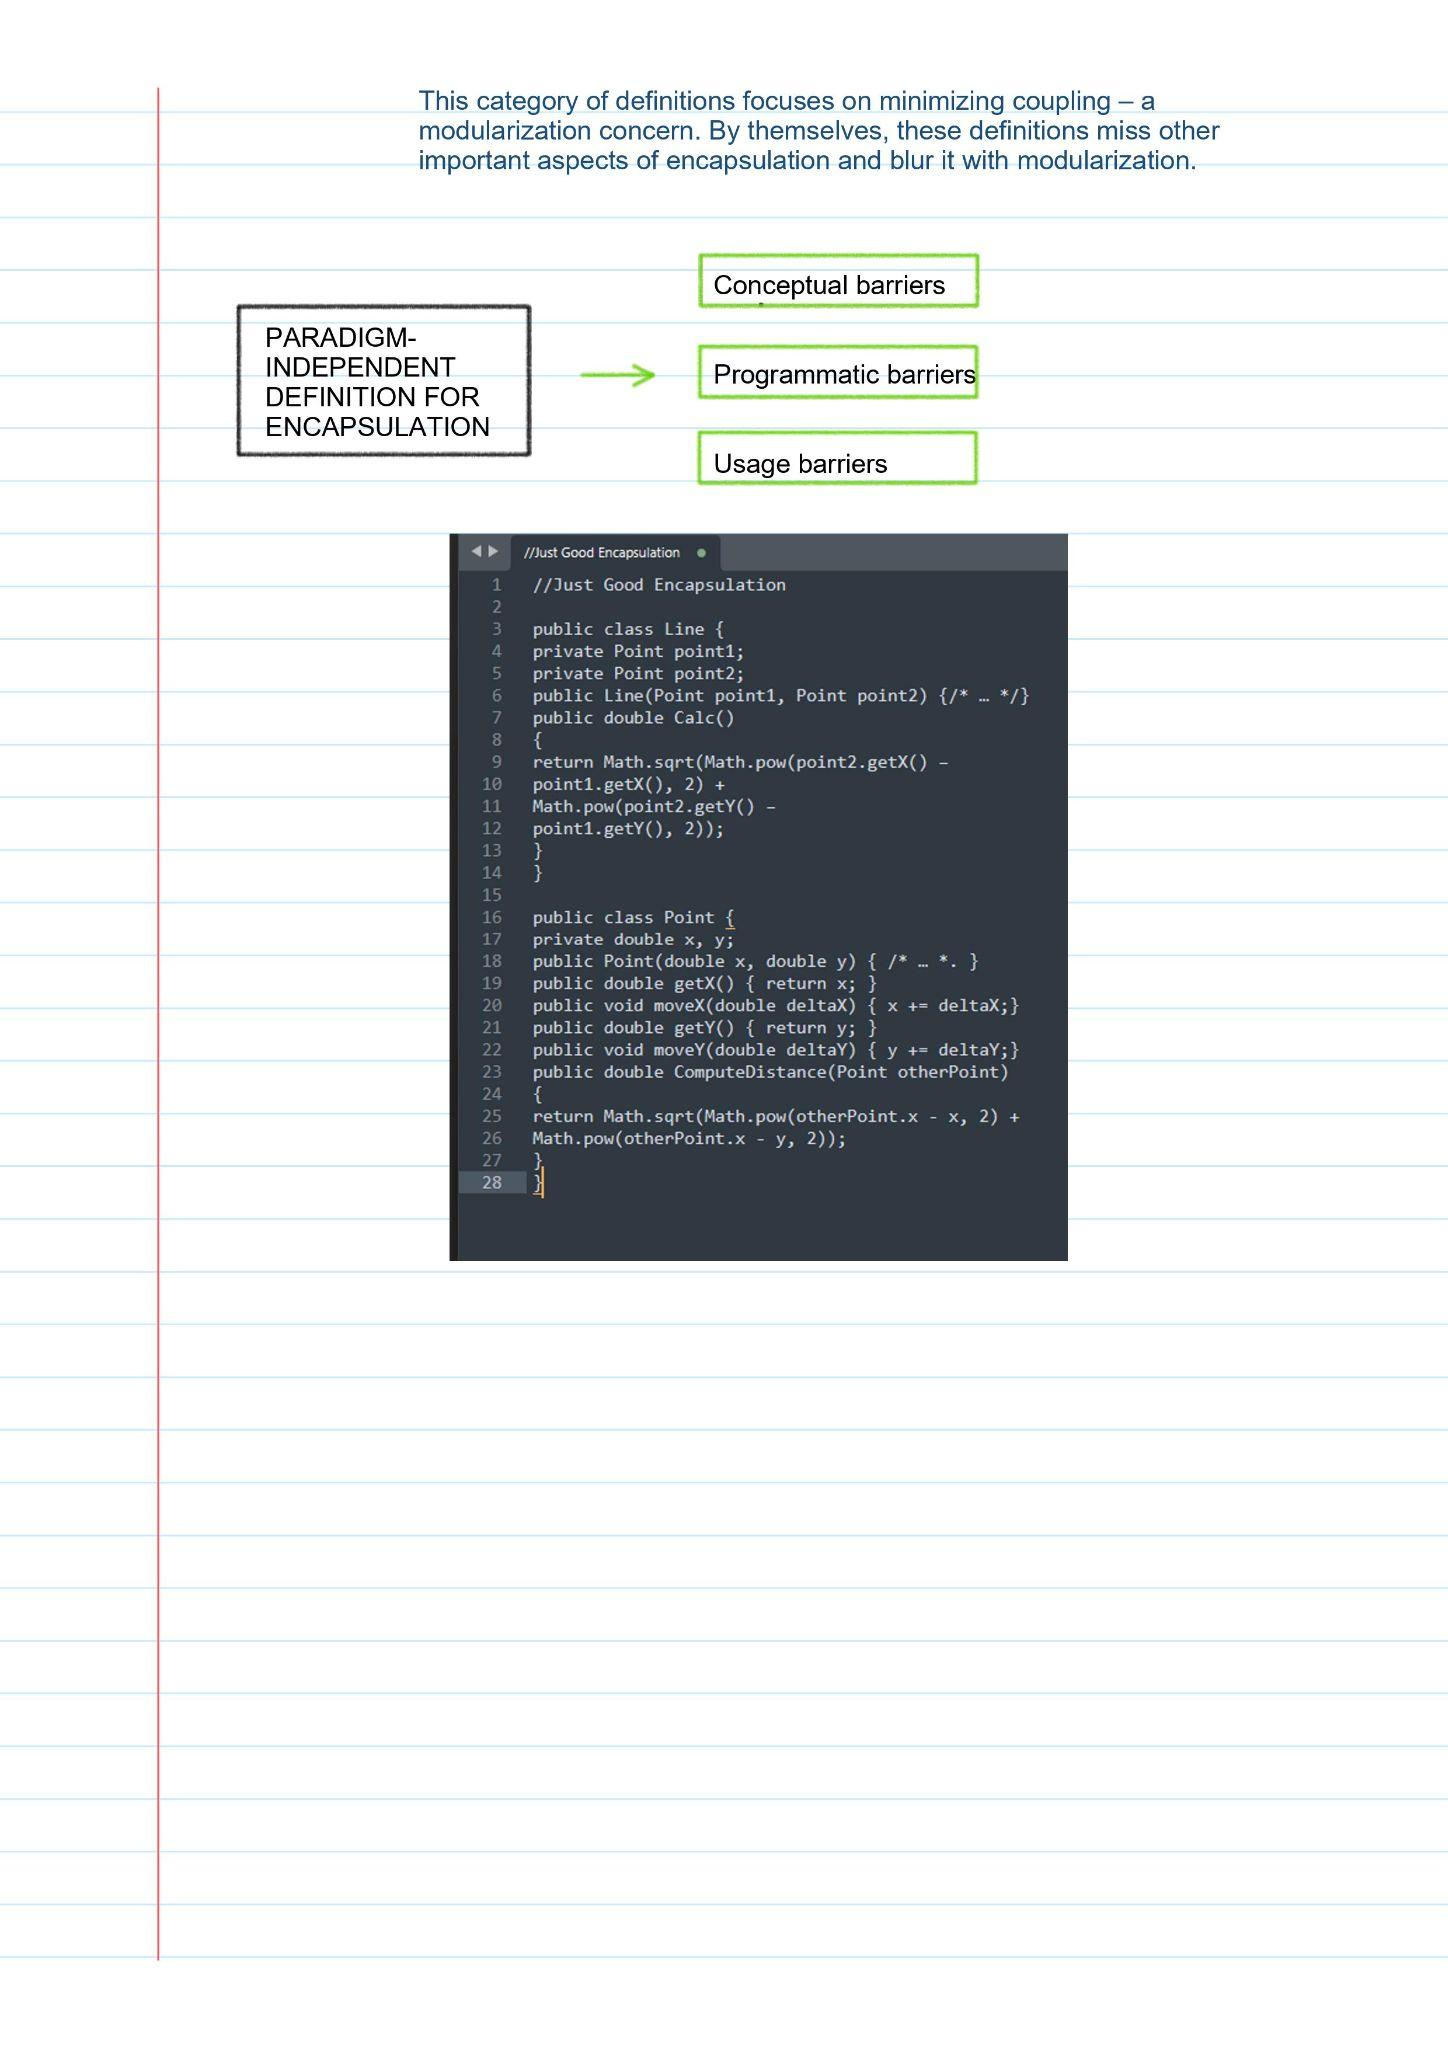 This category of definitions focuses on minimizing coupling – a
modularization concern. By themselves, these definitions miss other
important aspects of encapsulation and blur it with modularization.
PARADIGM-
INDEPENDENT
DEFINITION FOR
ENCAPSULATION
Conceptual barriers
Programmatic barriers
Usage barriers
//Just Good Encapsulation
1 //Just Good Encapsulation
2
3 public class Line {
4 private Point point1;
5 private Point point2;
6 public Line(Point point1, Point point2) {/* … */}
7 public double Calc()
8 {
9 return Math.sqrt(Math.pow(point2.getX() –
10 point1.getX(), 2) +
11 Math.pow(point2.getY() –
12 point1.getY(), 2));
13 }
14 }
15
16 public class Point {
17 private double x, y;
18 public Point(double x, double y) { /* … *. }
19 public double getX() { return x; }
20 public void moveX(double deltaX) { x += deltaX;}
21 public double getY() { return y; }
22 public void moveY(double deltaY) { y += deltaY;}
23 public double ComputeDistance(Point otherPoint)
24 {
25 return Math.sqrt(Math.pow(otherPoint.x - x, 2) +
26 Math.pow(otherPoint.x - y, 2));
27 }
28 }